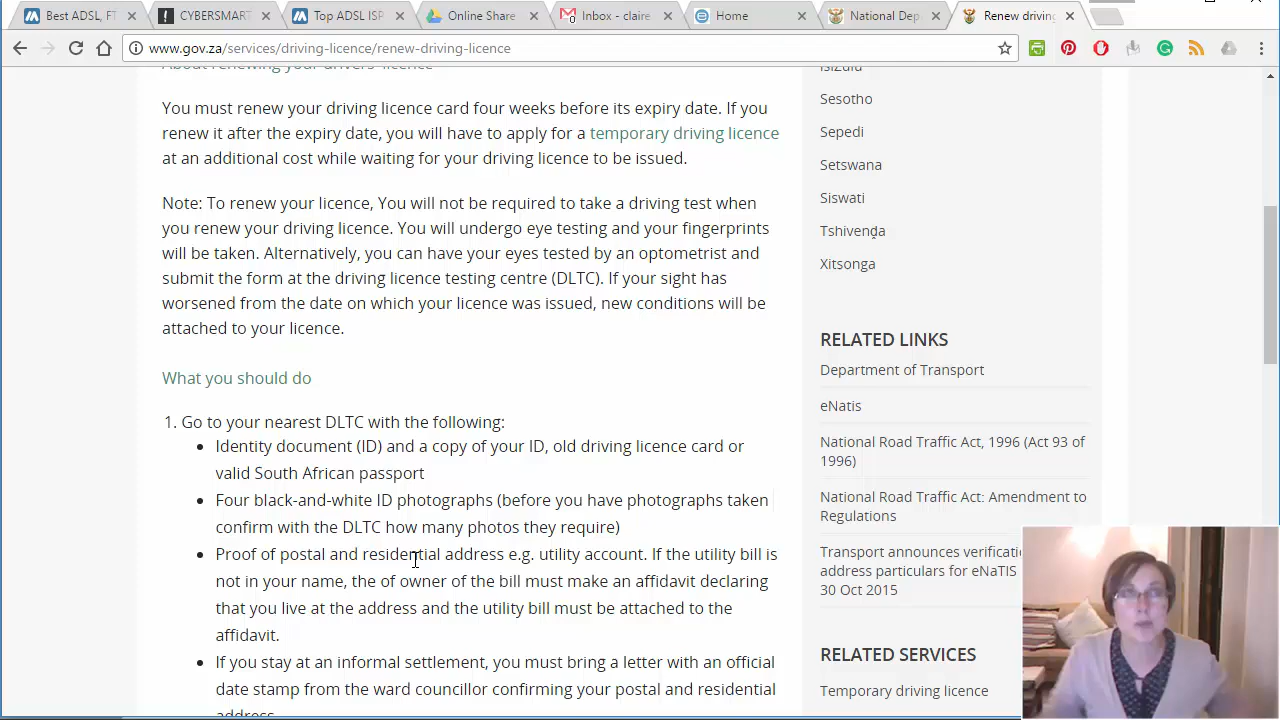 Best ADSL, FT
CYBERSMART
Top ADSL ISP
Online Share
Inbox - claire
Home
National Dep
Renew driving
www.gov.za/services/driving-licence/renew-driving-licence
About renewing your drivers' licence
You must renew your driving licence card four weeks before its expiry date. If you
renew it after the expiry date, you will have to apply for a temporary driving licence
at an additional cost while waiting for your driving licence to be issued.
Note: To renew your licence, You will not be required to take a driving test when
you renew your driving licence. You will undergo eye testing and your fingerprints
will be taken. Alternatively, you can have your eyes tested by an optometrist and
submit the form at the driving licence testing centre (DLTC). If your sight has
worsened from the date on which your licence was issued, new conditions will be
attached to your licence.
What you should do
1. Go to your nearest DLTC with the following:
• Identity document (ID) and a copy of your ID, old driving licence card or
valid South African passport
• Four black-and-white ID photographs (before you have photographs taken
confirm with the DLTC how many photos they require)
• Proof of postal and residential address e.g. utility account. If the utility bill is
not in your name, the of owner of the bill must make an affidavit declaring
that you live at the address and the utility bill must be attached to the
affidavit.
• If you stay at an informal settlement, you must bring a letter with an official
date stamp from the ward councillor confirming your postal and residential
address.
isiZulu
Sesotho
Sepedi
Setswana
Siswati
Tshivenḓa
Xitsonga
RELATED LINKS
Department of Transport
eNatis
National Road Traffic Act, 1996 (Act 93 of
1996)
National Road Traffic Act: Amendment to
Regulations
Transport announces verificatio
address particulars for eNaTIS
30 Oct 2015
RELATED SERVICES
Temporary driving licence